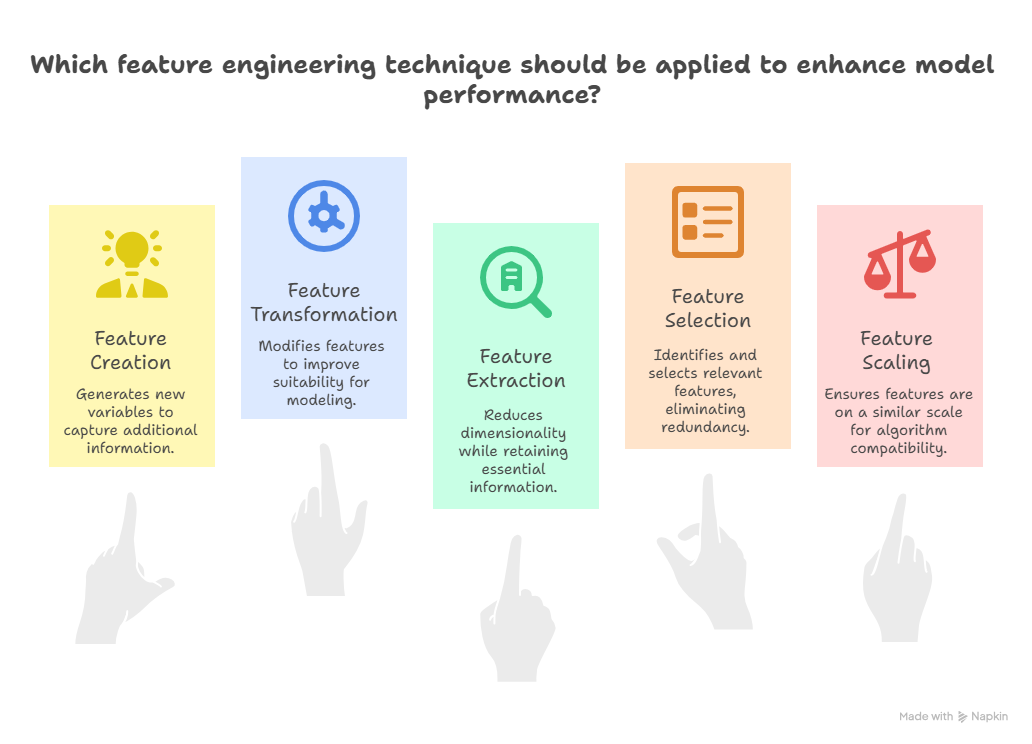 Which feature engineering technique should be applied to enhance model
performance?
Feature
Creation
Generates new
variables to
capture additional
information.
Feature
Transformation
Modifies features
to improve
suitability for
modeling.
Feature
Extraction
Reduces
dimensionality
while retaining
essential
information.
Feature
Selection
Identifies and
selects relevant
features,
eliminating
redundancy.
Feature
Scaling
Ensures features are
on a similar scale
for algorithm
compatibility.
Made with Napkin